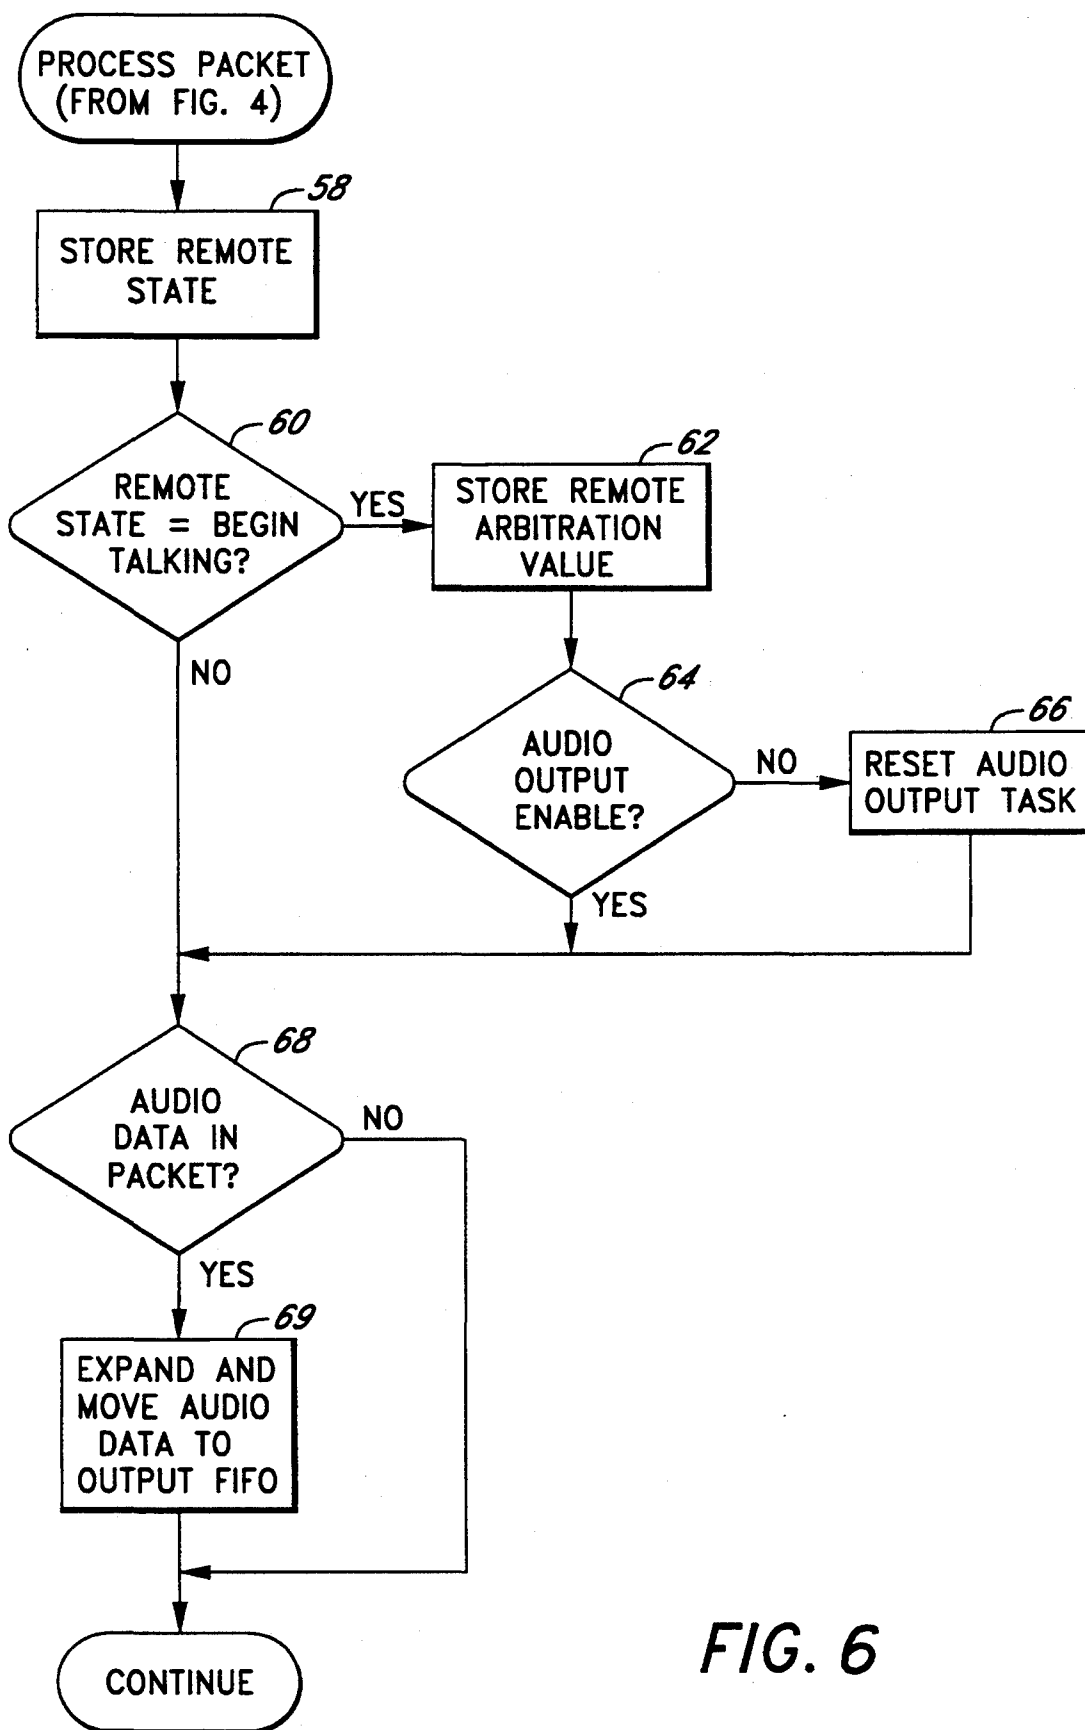 PROCESS PACKET
(FROM FIG. 4)
58
STORE REMOTE
STATE
60
REMOTE
STATE = BEGIN
TALKING?
YES
62
STORE REMOTE
ARBITRATION
VALUE
NO
64
AUDIO
OUTPUT
ENABLE?
NO
66
RESET AUDIO
OUTPUT TASK
YES
68
AUDIO
DATA IN
PACKET?
NO
YES
69
EXPAND AND
MOVE AUDIO
DATA TO
OUTPUT FIFO
CONTINUE
FIG. 6